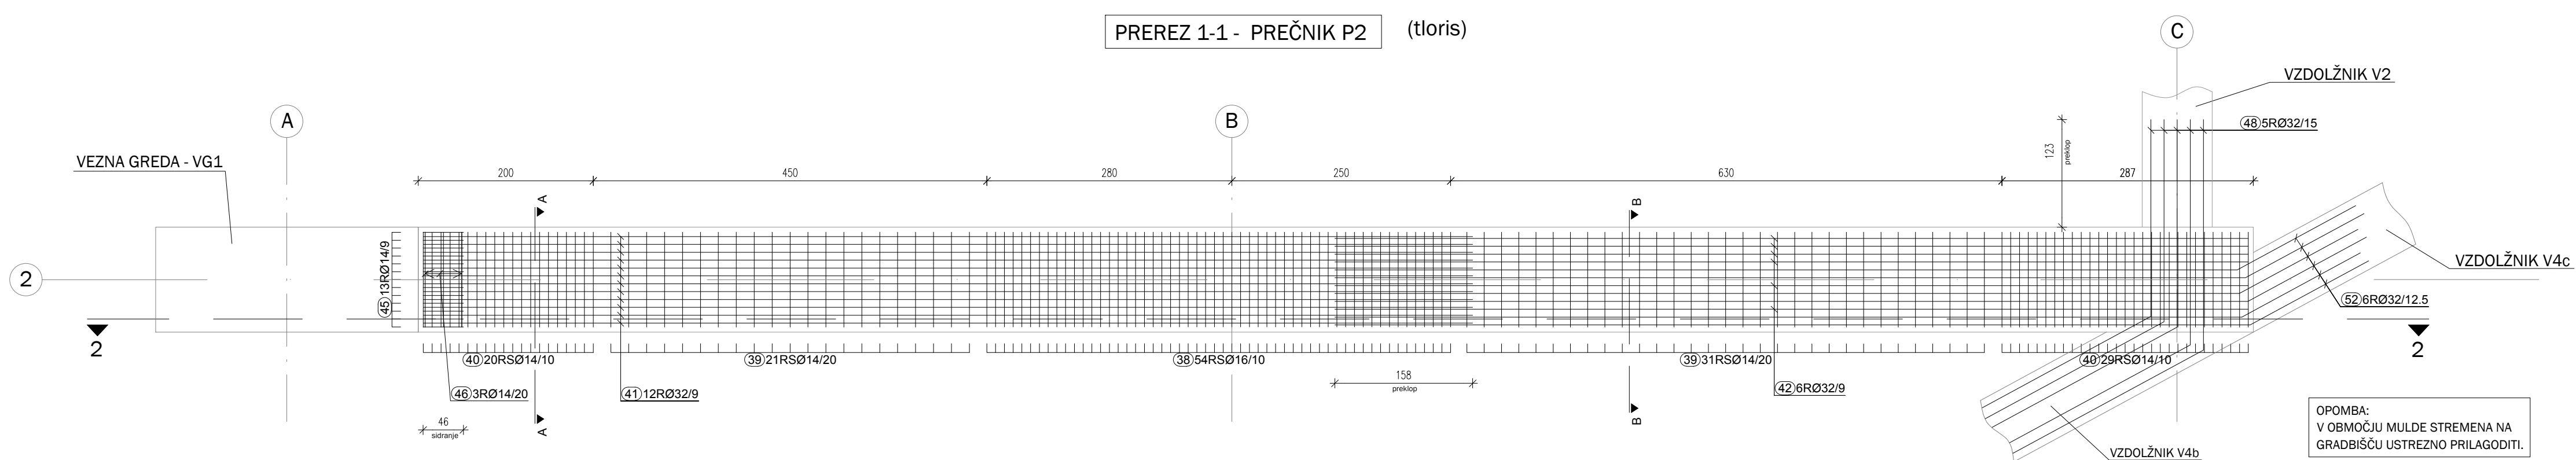 PREREZ 1-1 - PREČNIK P2 (tloris)
C
VZDOLŽNIK V2
A
B
48 5RØ32/15
VEZNA GREDA - VG1
123
preklop
200
450
280
250
630
287
A
B
45 13RØ14/9
2
VZDOLŽNIK V4c
52 6RØ32/12.5
2
2
40 20RSØ14/10
39 21RSØ14/20
38 54RSØ16/10
39 31RSØ14/20
40 29RSØ14/10
46 3RØ14/20
41 12RØ32/9
158
preklop
42 6RØ32/9
46
sidranje
A
B
OPOMBA:
V OBMOČJU MULDE STREMENA NA
GRADBIŠČU USTREZNO PRILAGODITI.
VZDOLŽNIK V4b